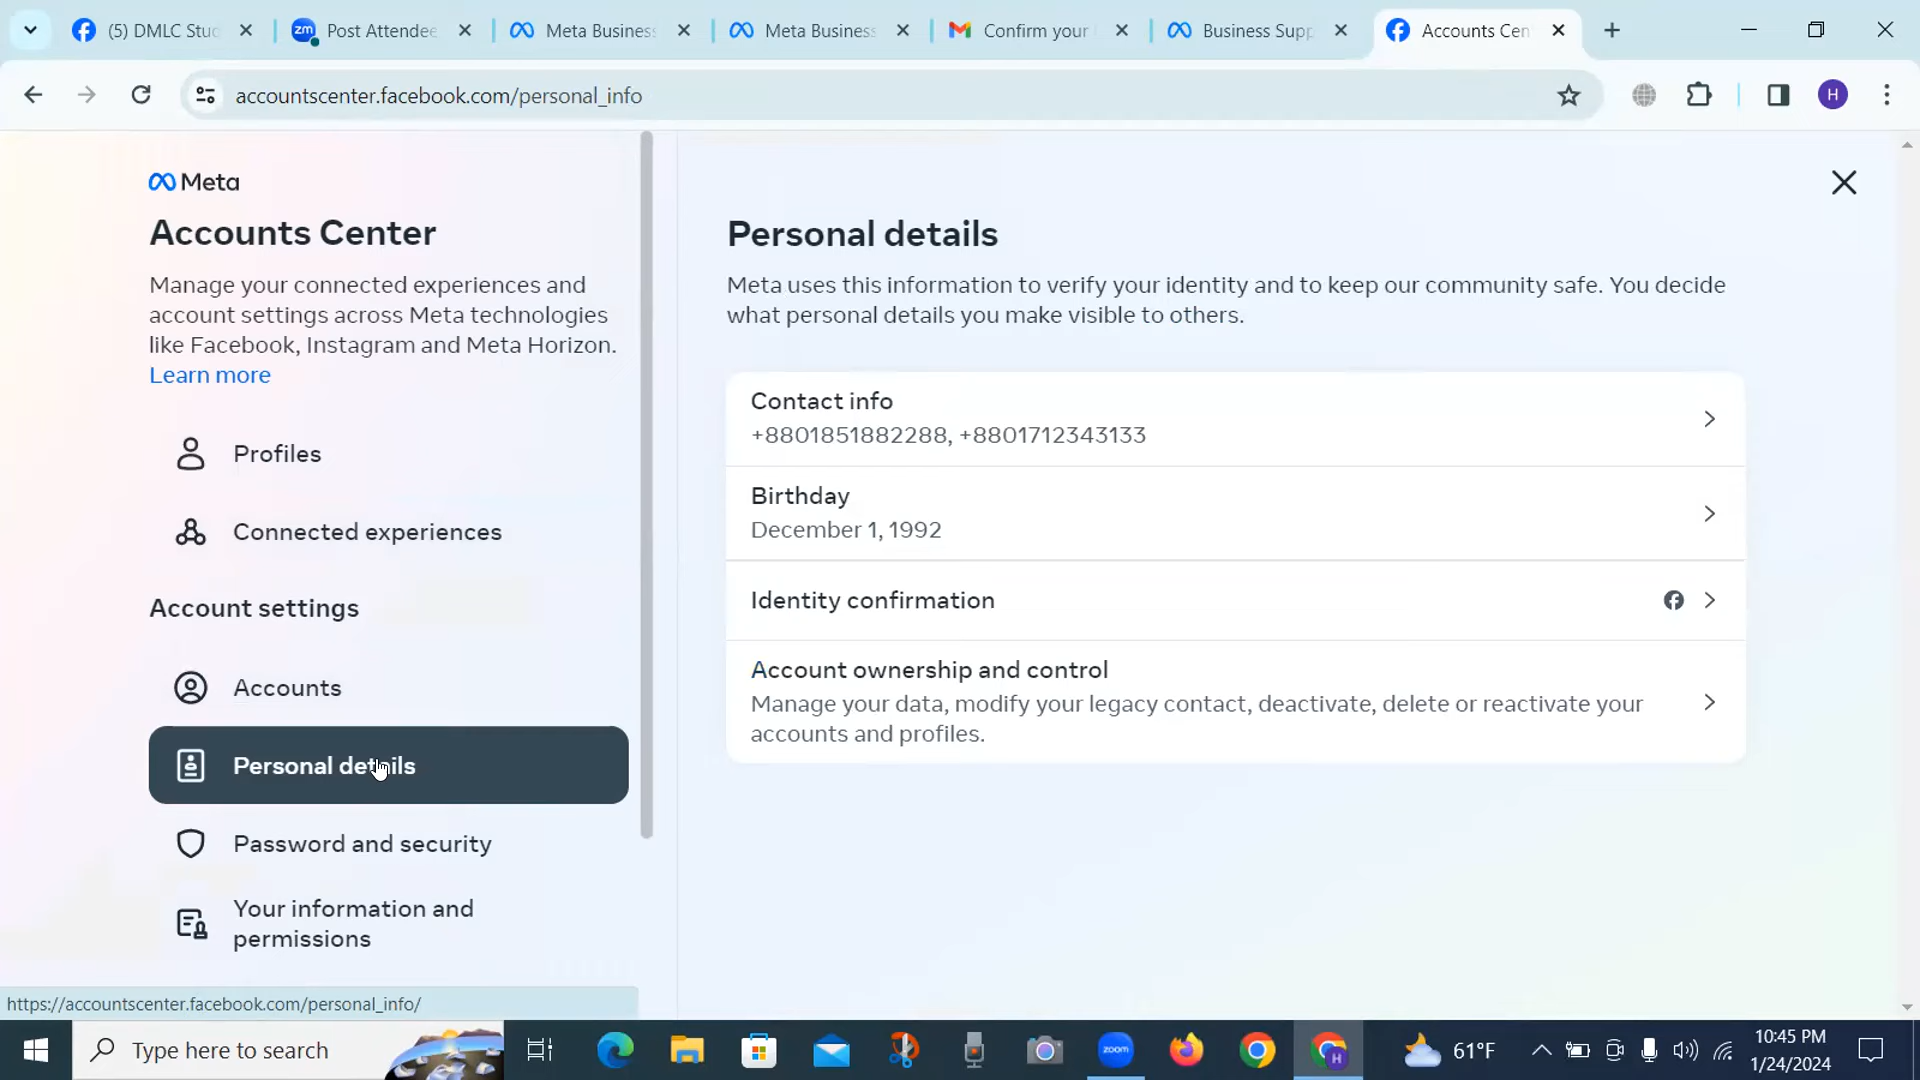 (5) DMLC Stud
zm
Post Attendee
Meta Business
Meta Business
Confirm your
Business Supp
Accounts Cen
accountscenter.facebook.com/personal_info
H
Meta
Accounts Center
Manage your connected experiences and
account settings across Meta technologies
like Facebook, Instagram and Meta Horizon.
Learn more
Profiles
Connected experiences
Account settings
Accounts
Personal details
Password and security
Your information and
permissions
https://accountscenter.facebook.com/personal_info/
Personal details
Meta uses this information to verify your identity and to keep our community safe. You decide
what personal details you make visible to others.
Contact info
+8801851882288, +8801712343133
Birthday
December 1, 1992
Identity confirmation
Account ownership and control
Manage your data, modify your legacy contact, deactivate, delete or reactivate your
accounts and profiles.
Type here to search
zoom
H
61°F
10:45 PM
1/24/2024